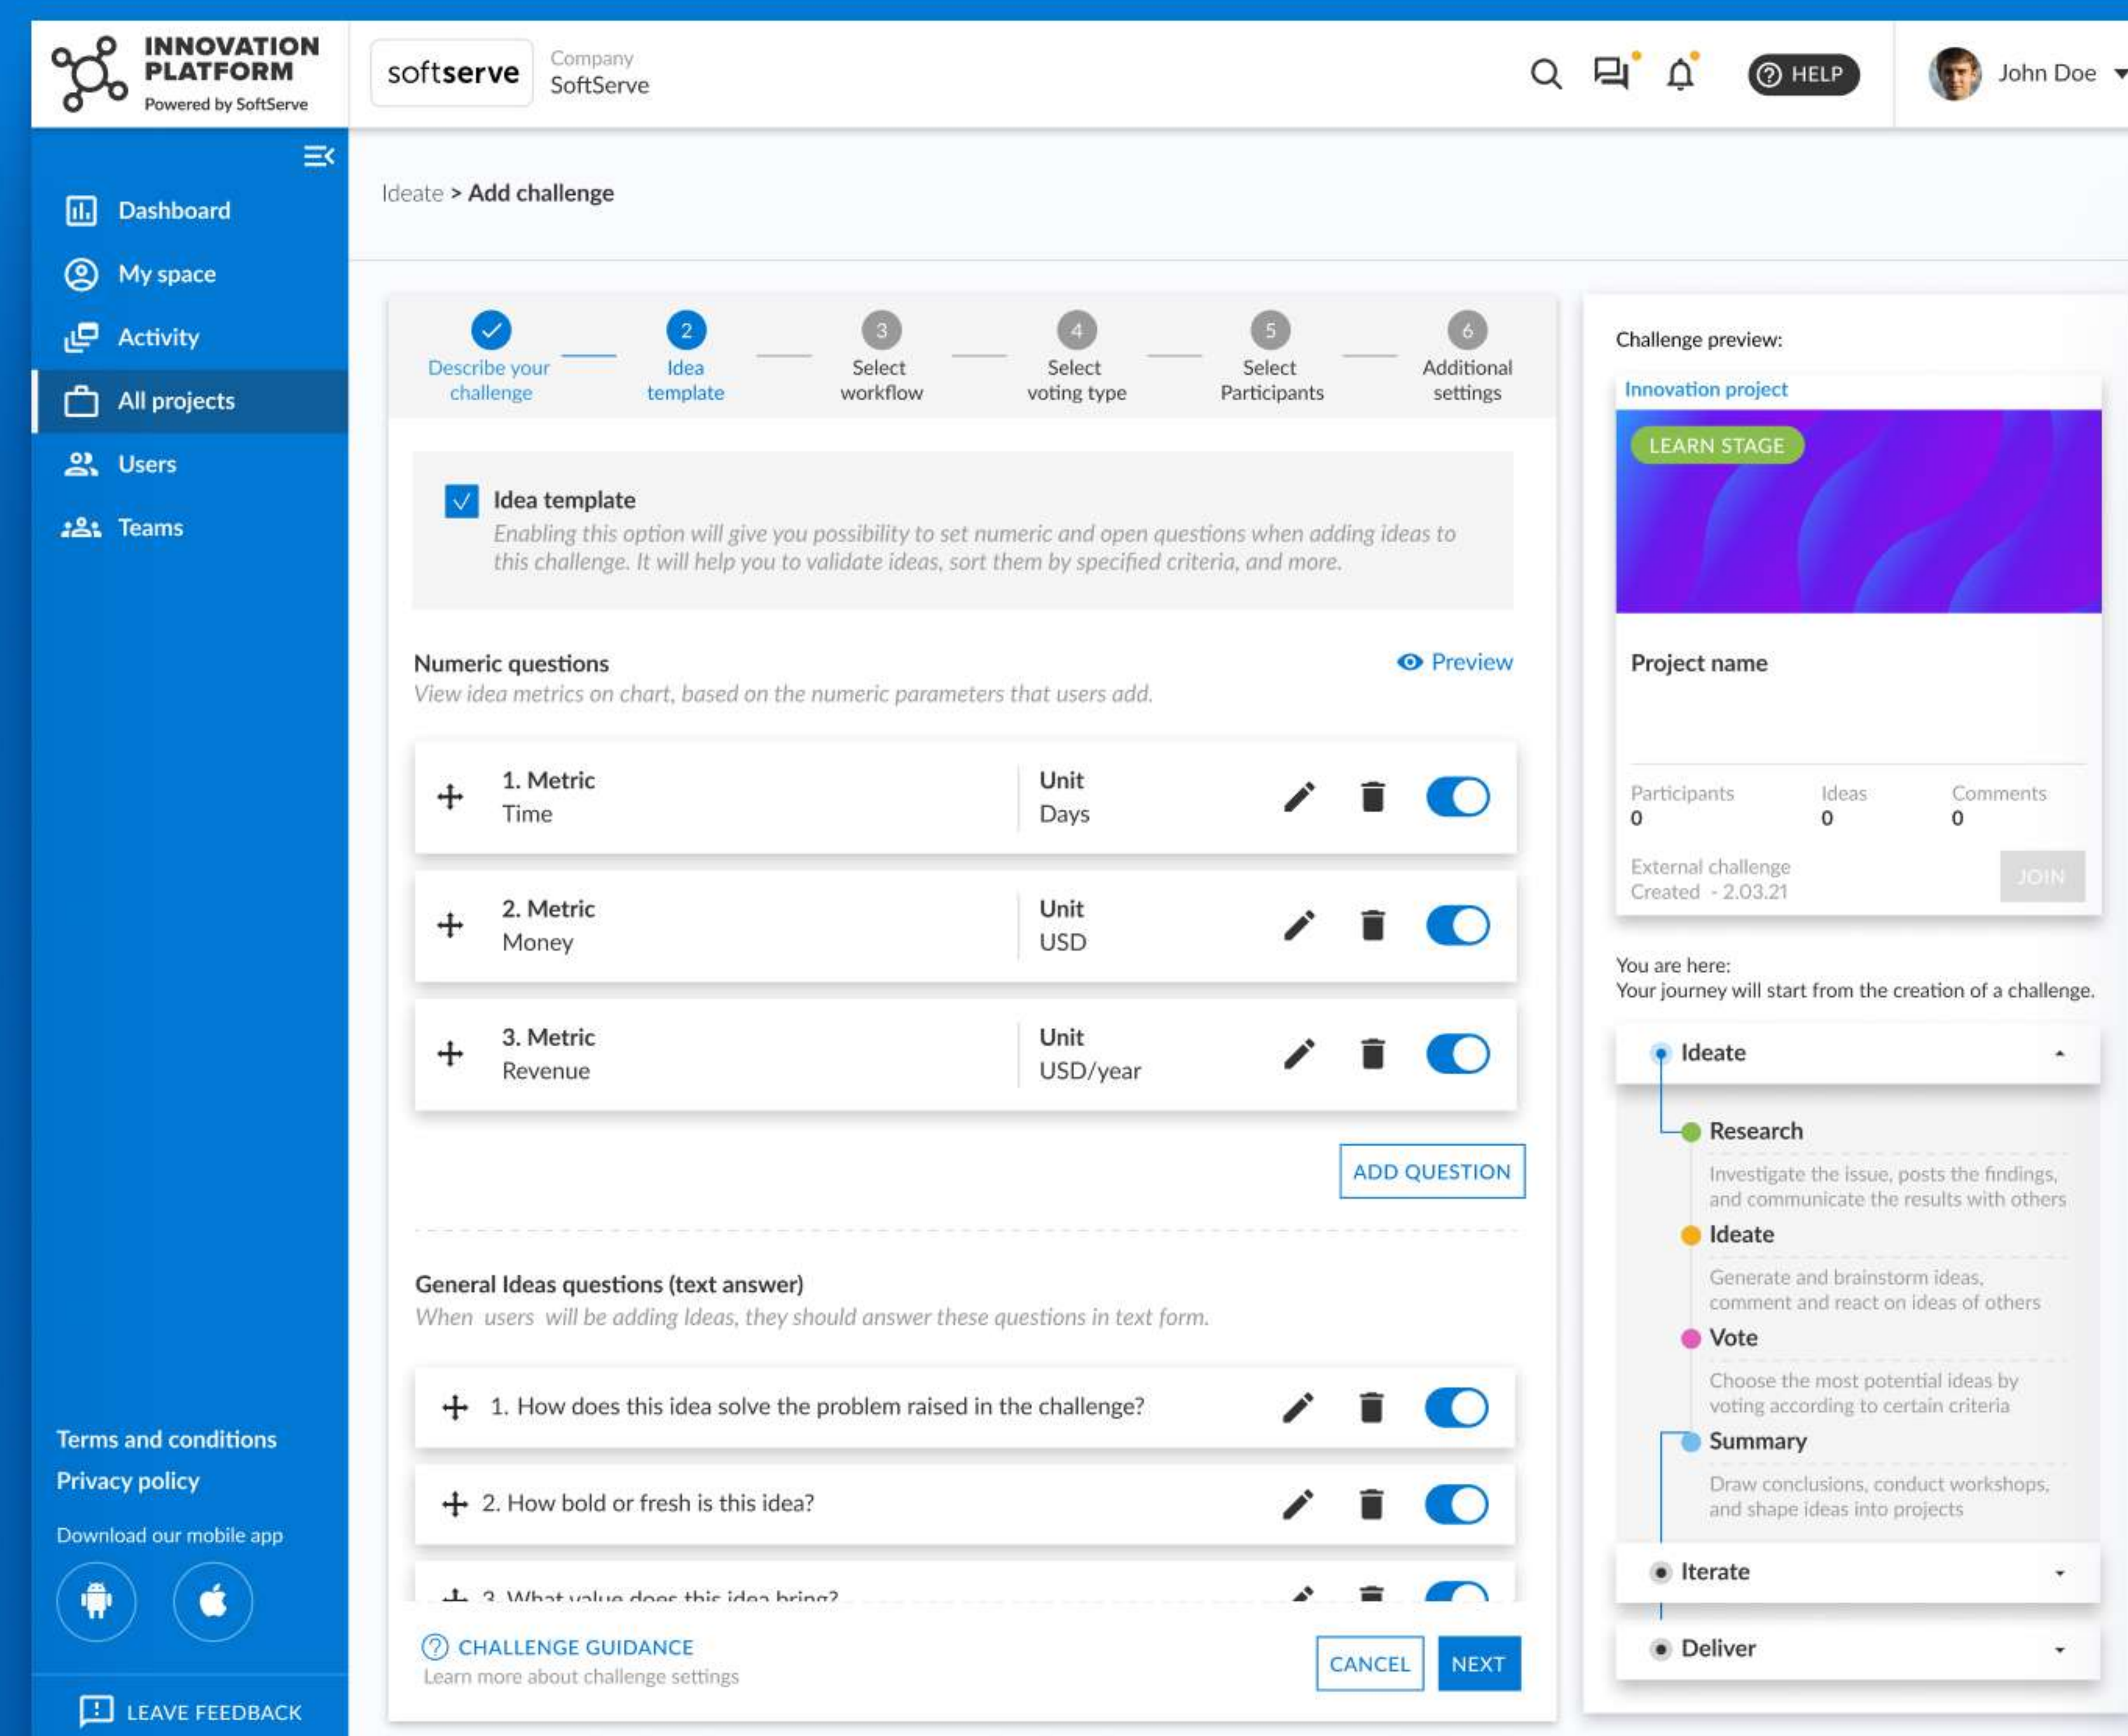 INNOVATION
PLATFORM
Powered by SoftServe
softserve
Company
SoftServe
HELP
John Doe
Dashboard
My space
Activity
All projects
Users
Teams
Terms and conditions
Privacy policy
Download our mobile app
LEAVE FEEDBACK
Ideate > Add challenge
Describe your
challenge
2
Idea
template
3
Select
workflow
4
Select
voting type
5
Select
Participants
6
Additional
settings
Idea template
Enabling this option will give you possibility to set numeric and open questions when adding ideas to
this challenge. It will help you to validate ideas, sort them by specified criteria, and more.
Numeric questions
Preview
View idea metrics on chart, based on the numeric parameters that users add.
1. Metric
Time
Unit
Days
2. Metric
Money
Unit
USD
3. Metric
Revenue
Unit
USD/year
ADD QUESTION
General Ideas questions (text answer)
When users will be adding Ideas, they should answer these questions in text form.
1. How does this idea solve the problem raised in the challenge?
2. How bold or fresh is this idea?
3. What value does this idea bring?
CHALLENGE GUIDANCE
Learn more about challenge settings
CANCEL
NEXT
Challenge preview:
Innovation project
LEARN STAGE
Project name
Participants
0
Ideas
0
Comments
0
External challenge
Created - 2.03.21
JOIN
You are here:
Your journey will start from the creation of a challenge.
Ideate
Research
Investigate the issue, posts the findings,
and communicate the results with others
Ideate
Generate and brainstorm ideas,
comment and react on ideas of others
Vote
Choose the most potential ideas by
voting according to certain criteria
Summary
Draw conclusions, conduct workshops,
and shape ideas into projects
Iterate
Deliver